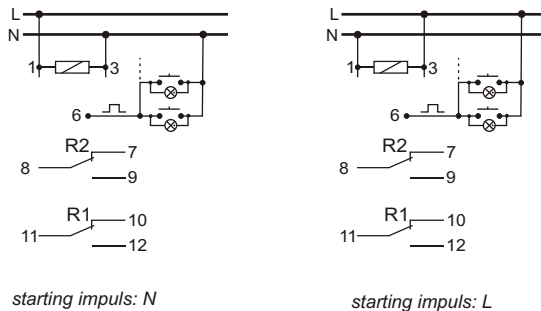 L
N
1 3
6
R2
7
8
9
R1
10
11
12
starting impuls: N
L
N
1 3
6
R2
7
8
9
R1
10
11
12
starting impuls: L